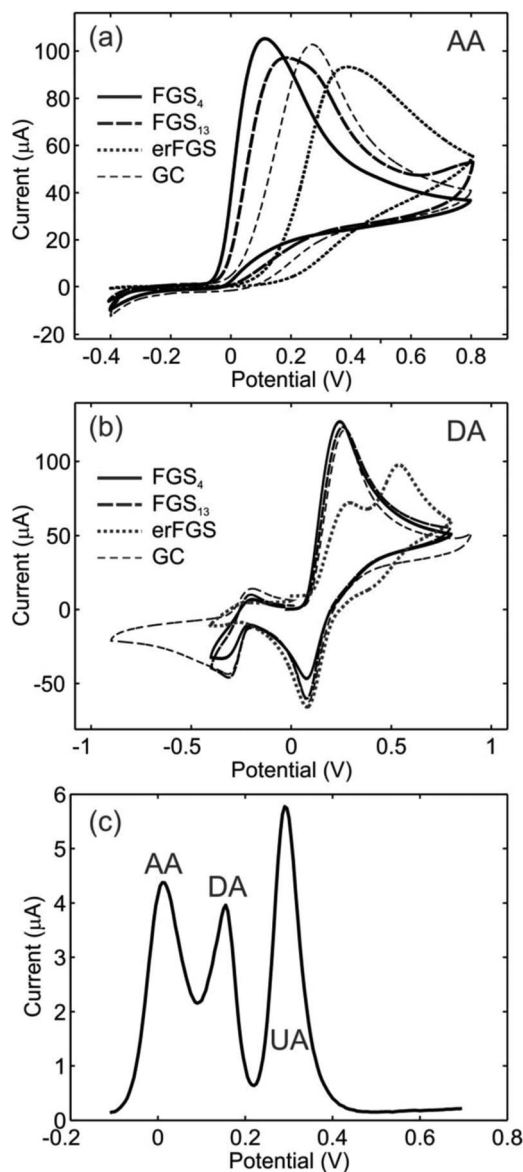 (a) AA
100
80
60
40
20
0
-20
Current (µA)
FGS₄
FGS₁₃
erFGS
GC
-0.4 -0.2 0 0.2 0.4 0.6 0.8
Potential (V)
(b) DA
100
50
0
-50
Current (µA)
FGS₄
FGS₁₃
erFGS
GC
-1 -0.5 0 0.5 1
Potential (V)
(c)
6
5
4
3
2
1
0
Current (µA)
AA
DA
UA
-0.2 0 0.2 0.4 0.6 0.8
Potential (V)